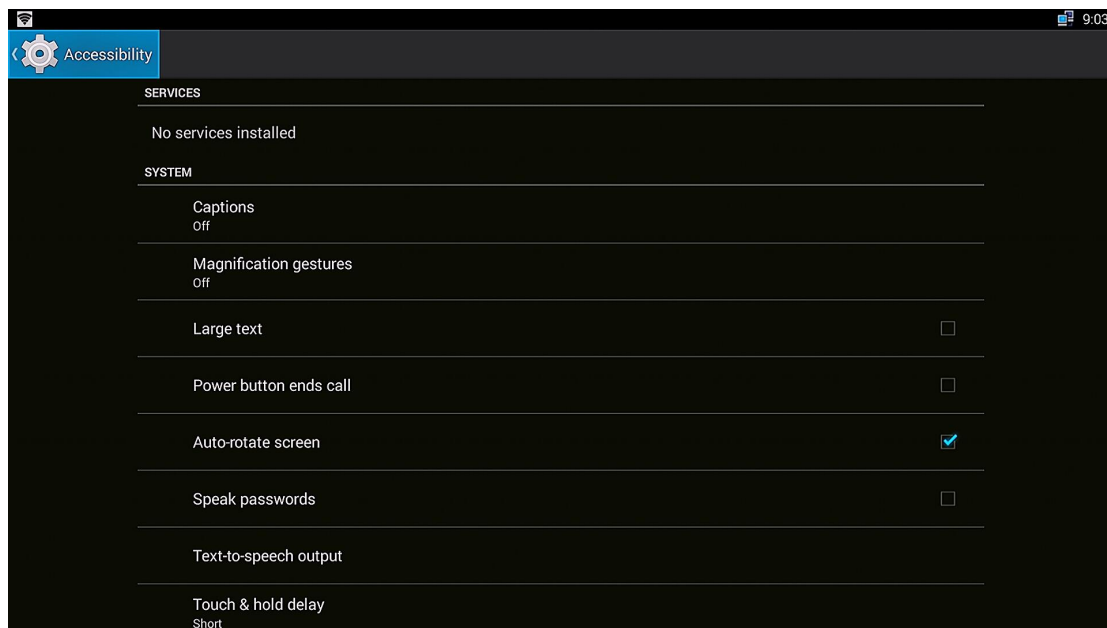 9:03
Accessibility
SERVICES
No services installed
SYSTEM
Captions
Off
Magnification gestures
Off
Large text
Power button ends call
Auto-rotate screen
Speak passwords
Text-to-speech output
Touch & hold delay
Short